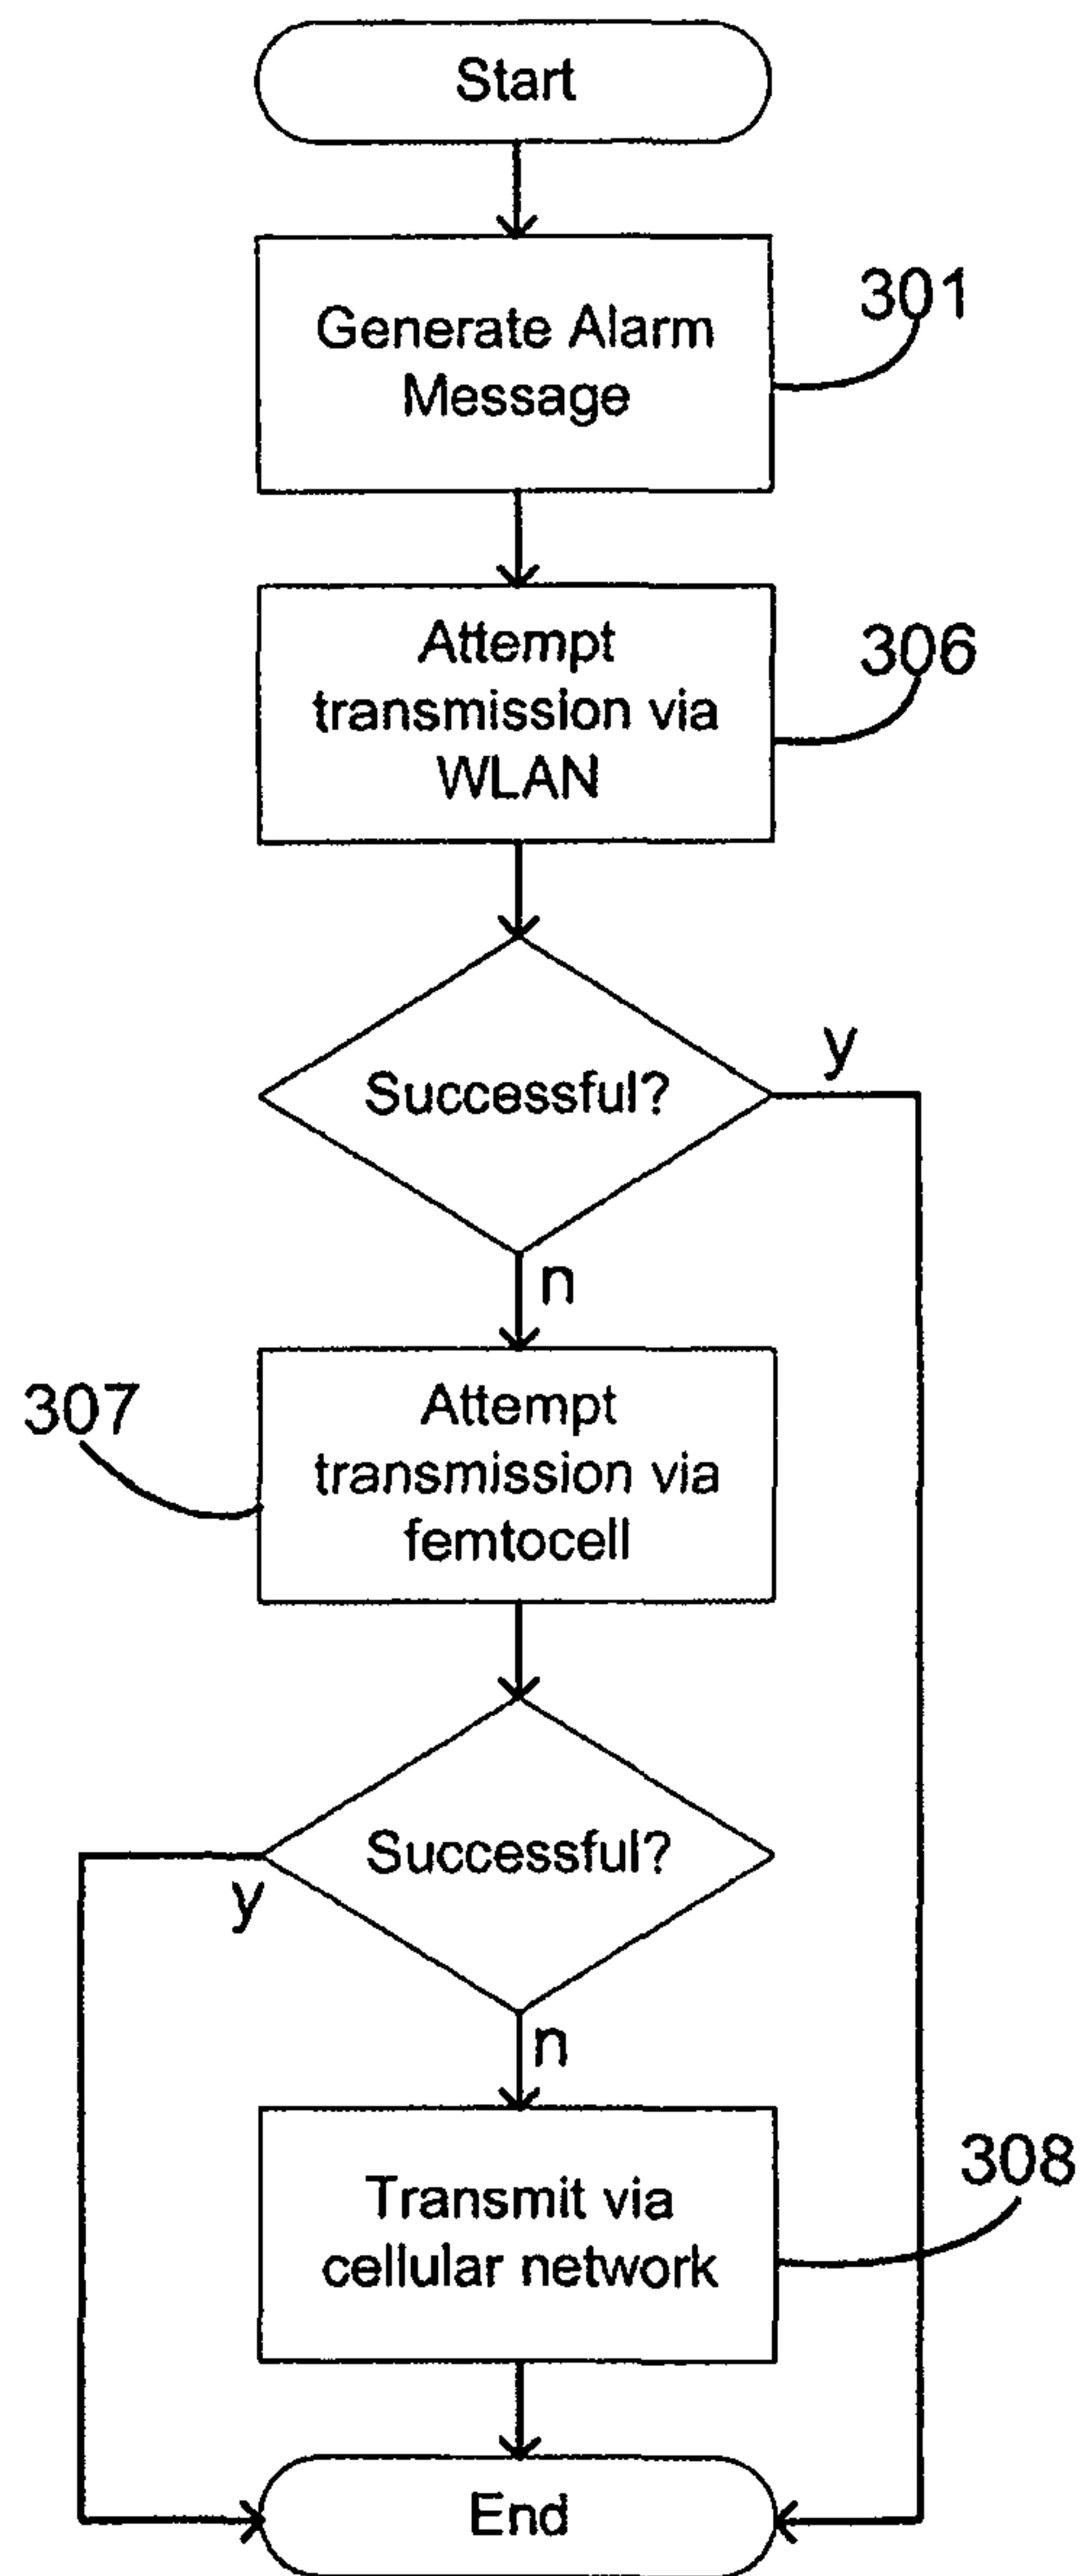 Start
Generate Alarm
Message
301
Attempt
transmission via
WLAN
306
Successful?
y
n
307
Attempt
transmission via
femtocell
Successful?
y
n
Transmit via
cellular network
308
End